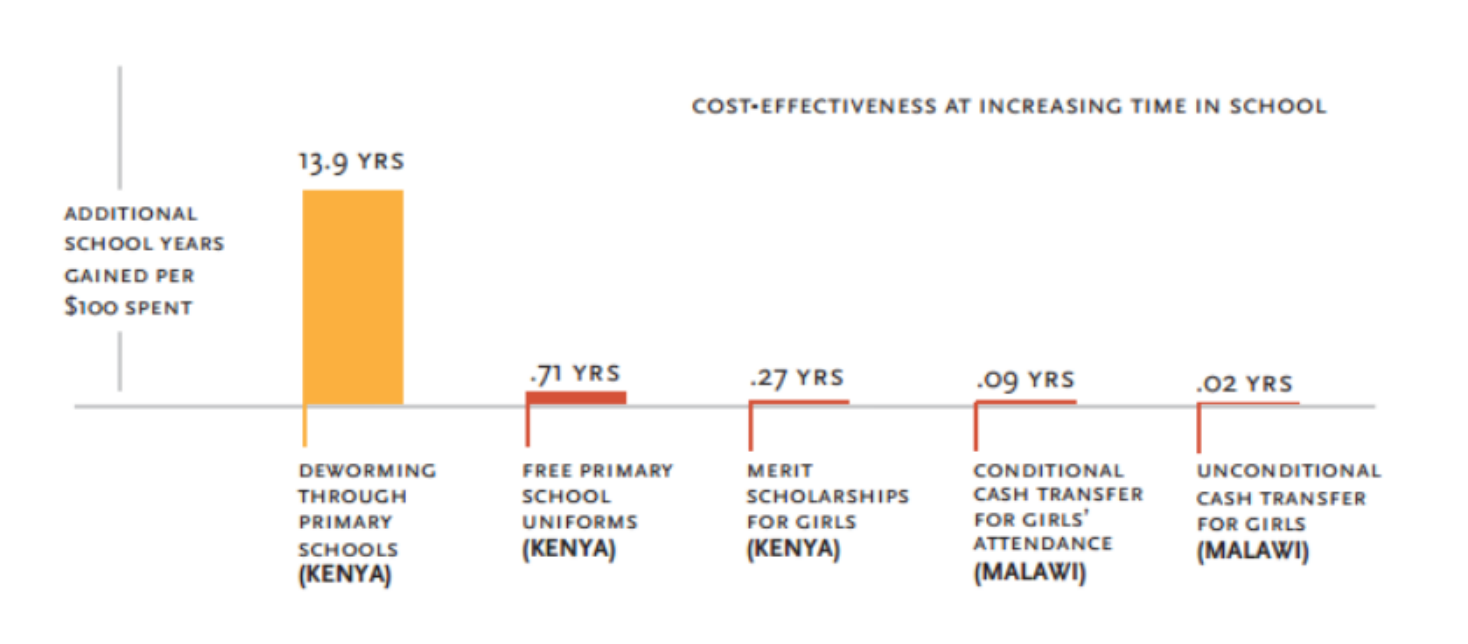 COST-EFFECTIVENESS AT INCREASING TIME IN SCHOOL
ADDITIONAL
SCHOOL YEARS
GAINED PER
$100 SPENT
13.9 YRS
.71 YRS
.27 YRS
.09 YRS
.02 YRS
DEWORMING
THROUGH
PRIMARY
SCHOOLS
(KENYA)
FREE PRIMARY
SCHOOL
UNIFORMS
(KENYA)
MERIT
SCHOLARSHIPS
FOR GIRLS
(KENYA)
CONDITIONAL
CASH TRANSFER
FOR GIRLS'
ATTENDANCE
(MALAWI)
UNCONDITIONAL
CASH TRANSFER
FOR GIRLS
(MALAWI)